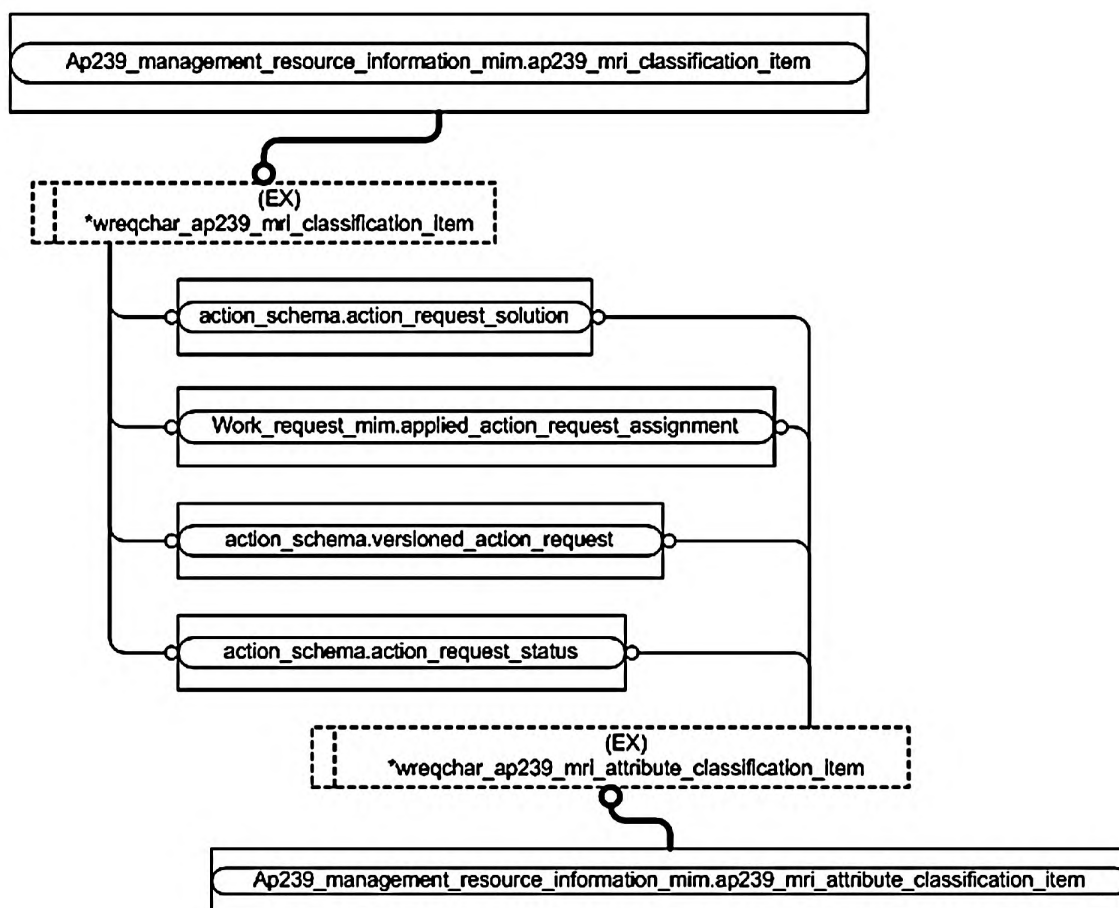 Ap239_management_resource_information_mim.ap239_mri_classification_item
(EX)
*wreqchar_ap239_mri_classification_item
action_schema.action_request_solution
Work_request_mim.applied_action_request_assignment
action_schema.versioned_action_request
action_schema.action_request_status
(EX)
*wreqchar_ap239_mri_attribute_classification_item
Ap239_management_resource_information_mim.ap239_mri_attribute_classification_item